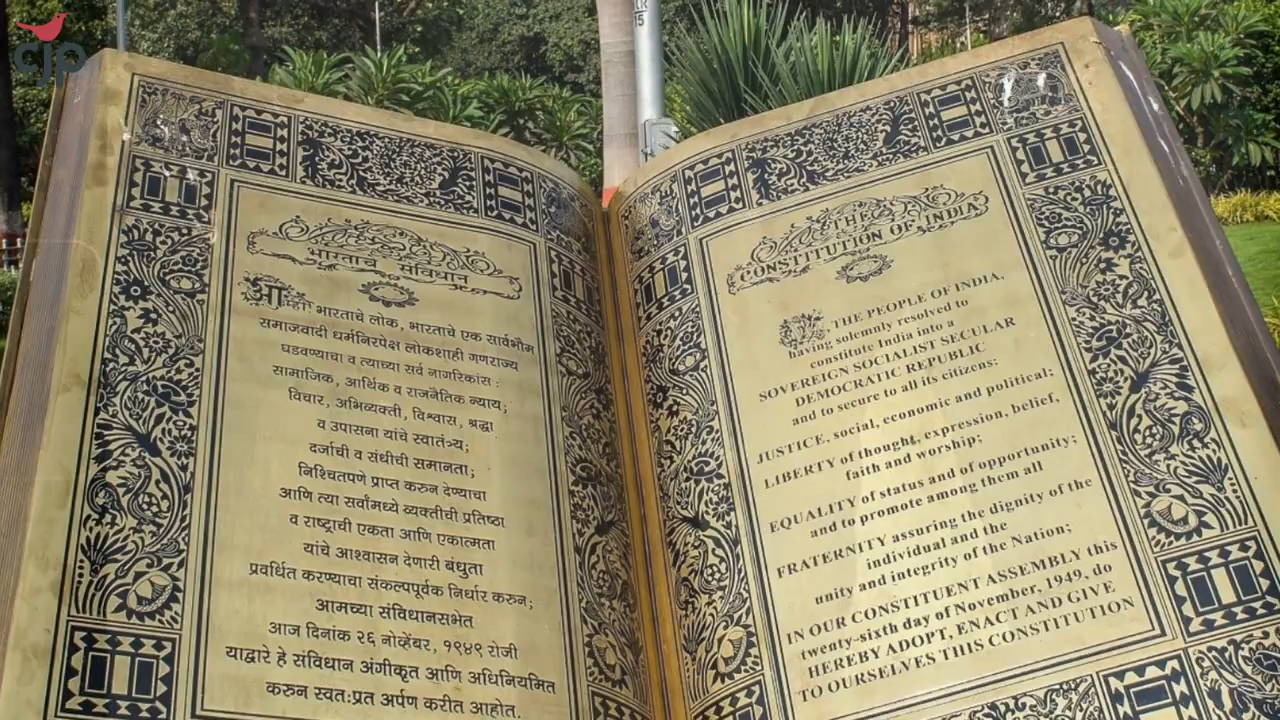 cjp
भारताचे संविधान
आम्ही भारताचे लोक, भारताचे एक सार्वभौम
समाजवादी धर्मनिरपेक्ष लोकशाही गणराज्य
घडवण्याचा व त्याच्या सर्व नागरिकांस :
सामाजिक, आर्थिक व राजनैतिक न्याय;
विचार, अभिव्यक्ती, विश्वास, श्रद्धा
व उपासना यांचे स्वातंत्र्य;
दर्जाची व संधीची समानता;
निश्चितपणे प्राप्त करुन देण्याचा
आणि त्या सर्वांमध्ये व्यक्तीची प्रतिष्ठा
व राष्ट्राची एकता आणि एकात्मता
यांचे आश्वासन देणारी बंधुता
प्रवर्धित करण्याचा संकल्पपूर्वक निर्धार करुन;
आमच्या संविधानसभेत
आज दिनांक २६ नोव्हेंबर, १९४९ रोजी
याद्वारे हे संविधान अंगीकृत आणि अधिनियमित
करुन स्वत:प्रत अर्पण करीत आहोत.
THE
CONSTITUTION OF INDIA
WE, THE PEOPLE OF INDIA,
having solemnly resolved to
constitute India into a
SOVEREIGN SOCIALIST SECULAR
DEMOCRATIC REPUBLIC
and to secure to all its citizens:
JUSTICE, social, economic and political;
LIBERTY of thought, expression, belief,
faith and worship;
EQUALITY of status and of opportunity;
and to promote among them all
FRATERNITY assuring the dignity of the
individual and the
unity and integrity of the Nation;
IN OUR CONSTITUENT ASSEMBLY this
twenty-sixth day of November, 1949, do
HEREBY ADOPT, ENACT AND GIVE
TO OURSELVES THIS CONSTITUTION